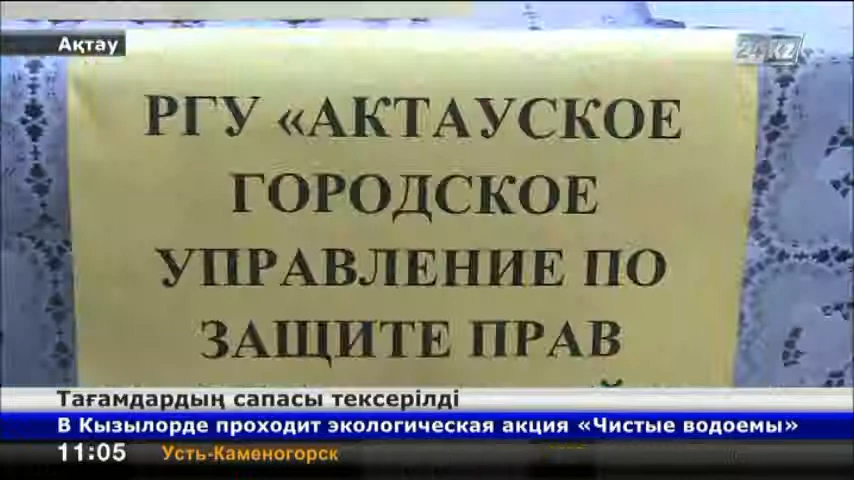 Ақтау
24KZ
РГУ «АКТАУСКОЕ
ГОРОДСКОЕ
УПРАВЛЕНИЕ ПО
ЗАЩИТЕ ПРАВ
Тағамдардың сапасы тексерілді
В Кызылорде проходит экологическая акция «Чистые водоемы»
11:05 Усть-Каменогорск